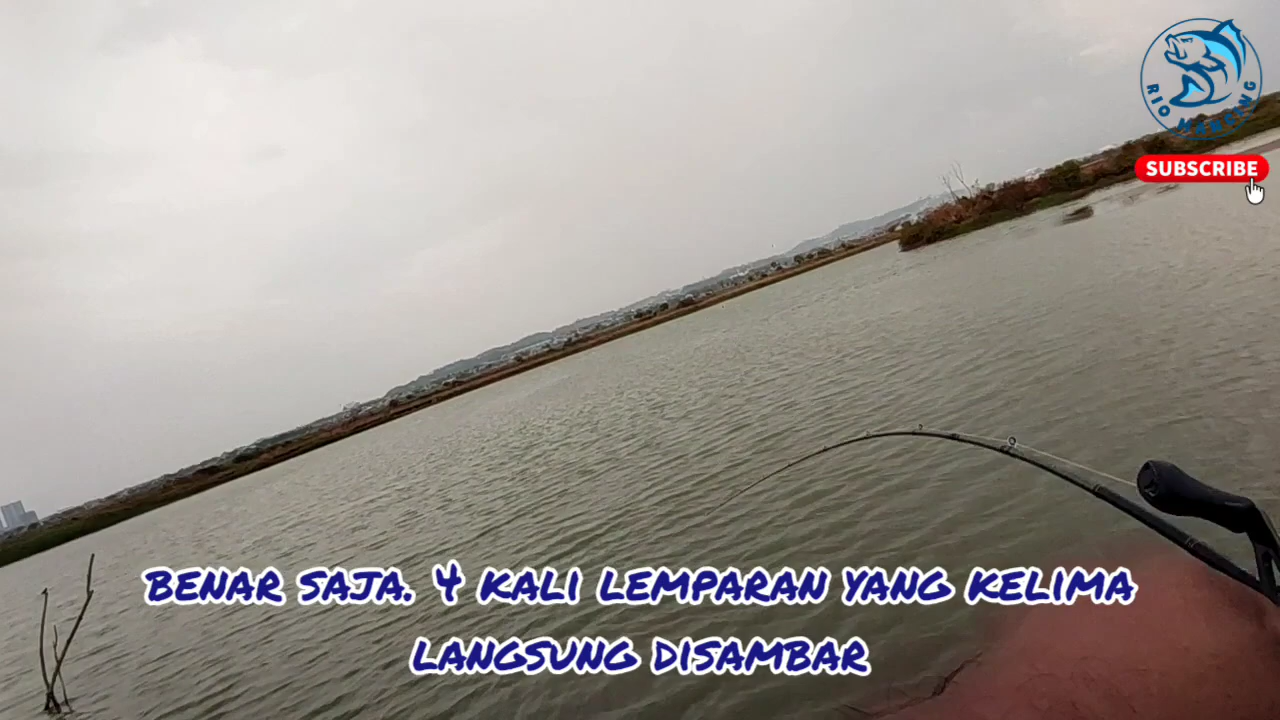 RIO MANCING
SUBSCRIBE
BENAR SAJA. 4 KALI LEMPARAN YANG KELIMA
LANGSUNG DISAMBAR